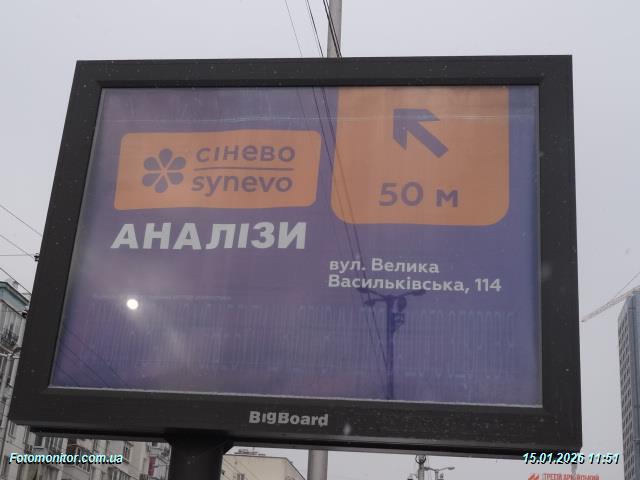 сінево
synevo
50 м
АНАЛІЗИ
вул. Велика
Васильківська, 114
BigBoard
Fotomonitor.com.ua
15.01.2026 11:51